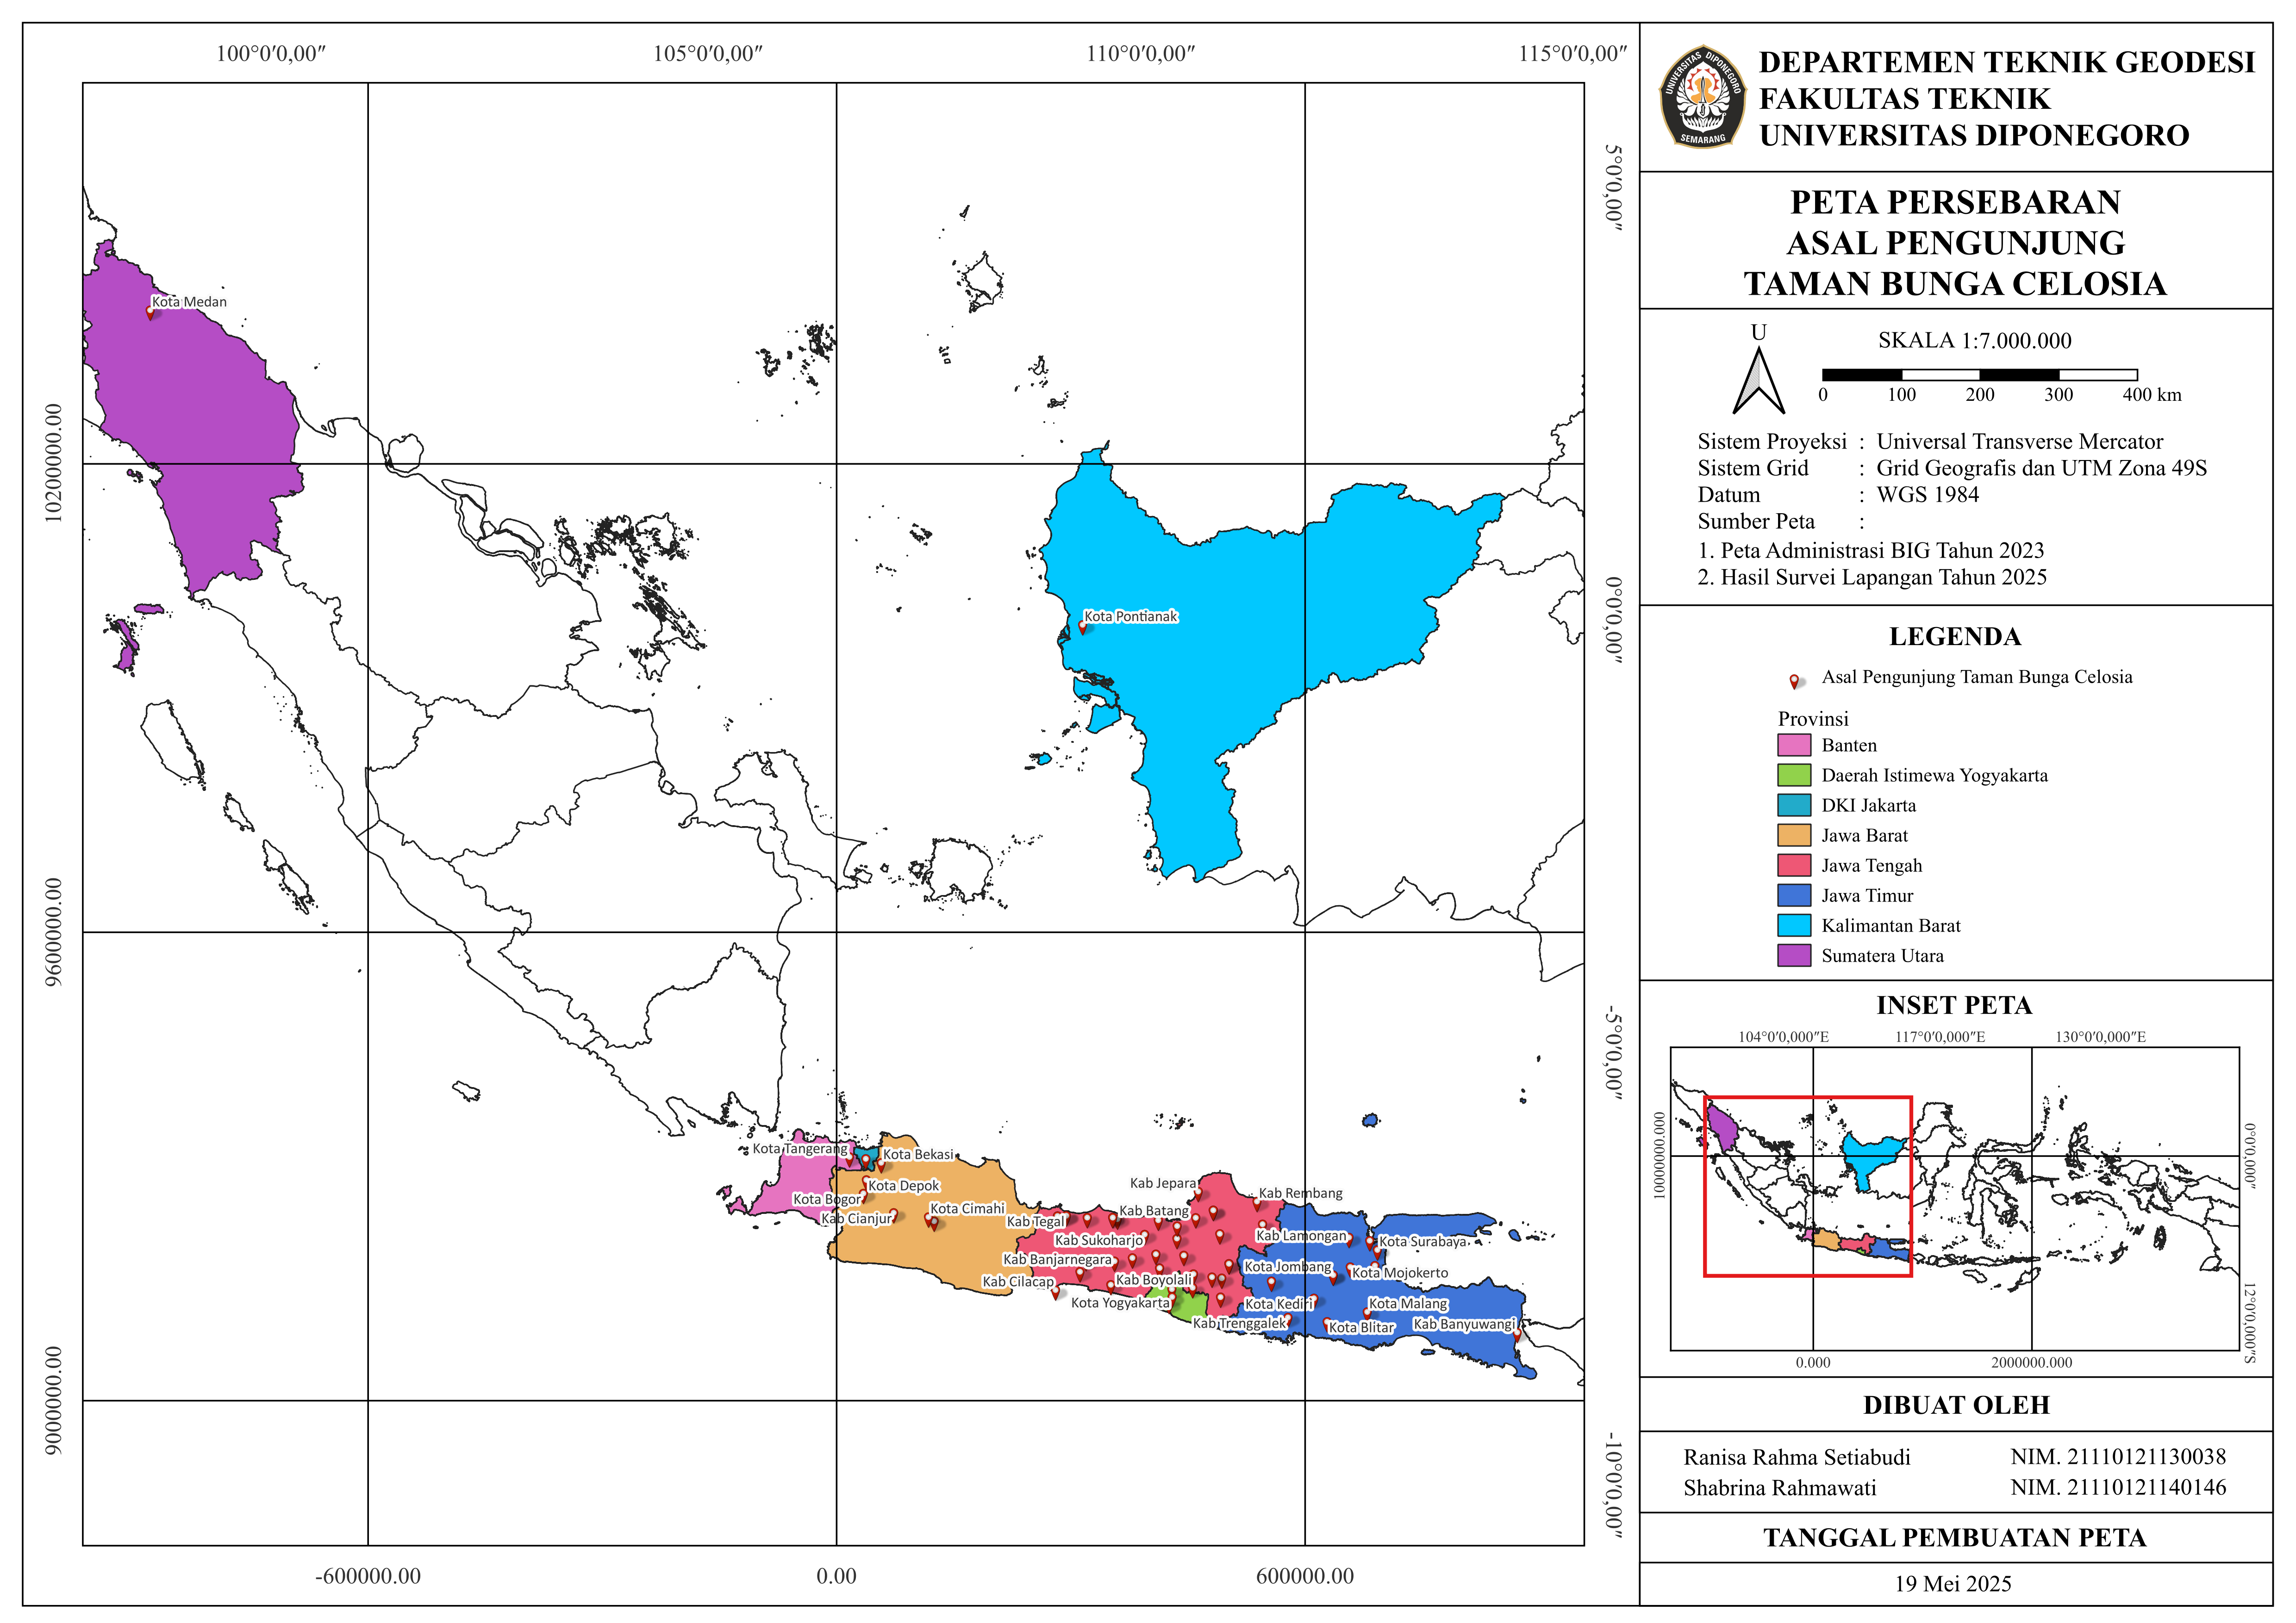 100°0′0,00″ 105°0′0,00″ 110°0′0,00″ 115°0′0,00″
5°0′0,00″
0°0′0,00″
-5°0′0,00″
-10°0′0,00″
10200000.00
9600000.00
9000000.00
-600000.00 0.00 600000.00
Kota Medan
Kota Pontianak
Kota Tangerang
Kota Bekasi
Kota Depok
Kota Bogor
Kab Cianjur
Kota Cimahi
Kab Jepara
Kab Rembang
Kab Tegal
Kab Batang
Kab Sukoharjo
Kab Lamongan
Kota Surabaya
Kab Banjarnegara
Kota Jombang
Kota Mojokerto
Kab Cilacap
Kab Boyolali
Kota Yogyakarta
Kota Kediri
Kota Malang
Kab Trenggalek
Kota Blitar
Kab Banyuwangi
UNIVERSITAS DIPONEGORO
SEMARANG
DEPARTEMEN TEKNIK GEODESI
FAKULTAS TEKNIK
UNIVERSITAS DIPONEGORO
PETA PERSEBARAN
ASAL PENGUNJUNG
TAMAN BUNGA CELOSIA
U
SKALA 1:7.000.000
0 100 200 300 400 km
Sistem Proyeksi : Universal Transverse Mercator
Sistem Grid : Grid Geografis dan UTM Zona 49S
Datum : WGS 1984
Sumber Peta :
1. Peta Administrasi BIG Tahun 2023
2. Hasil Survei Lapangan Tahun 2025
LEGENDA
Asal Pengunjung Taman Bunga Celosia
Provinsi
Banten
Daerah Istimewa Yogyakarta
DKI Jakarta
Jawa Barat
Jawa Tengah
Jawa Timur
Kalimantan Barat
Sumatera Utara
INSET PETA
104°0′0,000″E 117°0′0,000″E 130°0′0,000″E
10000000.000
0°0′0,000″
12°0′0,000″S
0.000 2000000.000
DIBUAT OLEH
Ranisa Rahma Setiabudi NIM. 21110121130038
Shabrina Rahmawati NIM. 21110121140146
TANGGAL PEMBUATAN PETA
19 Mei 2025